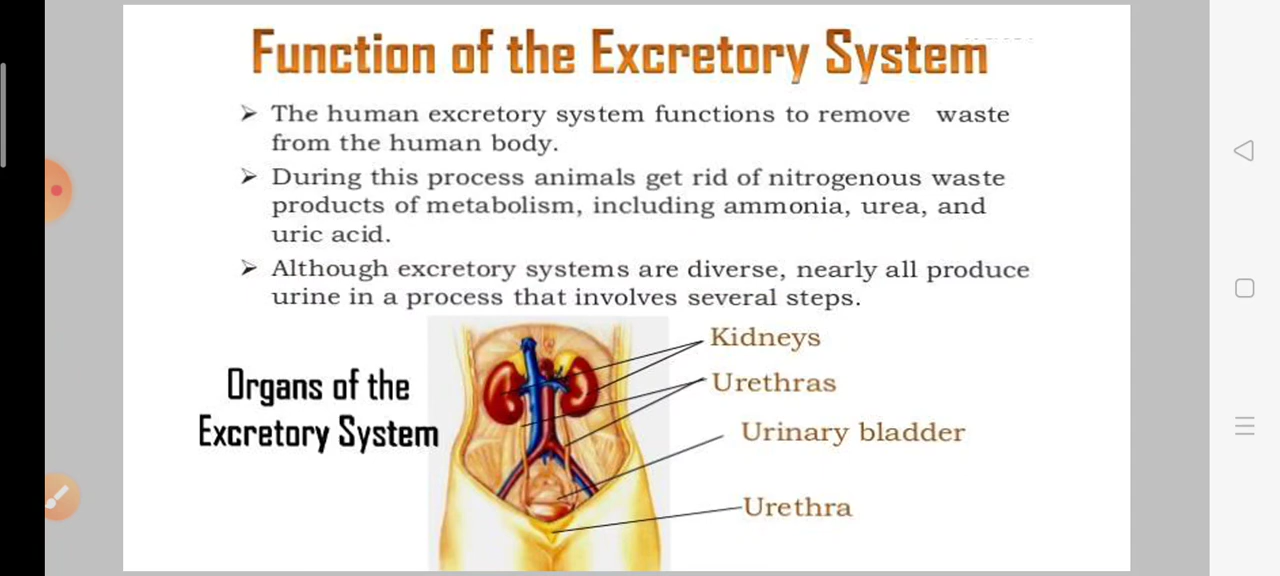 Function of the Excretory System
➢ The human excretory system functions to remove waste
from the human body.
➢ During this process animals get rid of nitrogenous waste
products of metabolism, including ammonia, urea, and
uric acid.
➢ Although excretory systems are diverse, nearly all produce
urine in a process that involves several steps.
Organs of the
Excretory System
Kidneys
Urethras
Urinary bladder
Urethra